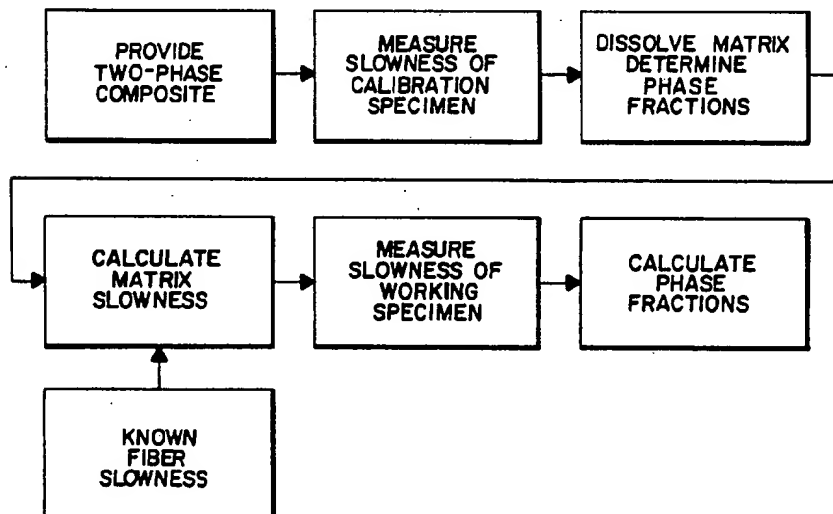 PROVIDE
TWO-PHASE
COMPOSITE
MEASURE
SLOWNESS OF
CALIBRATION
SPECIMEN
DISSOLVE MATRIX
DETERMINE
PHASE
FRACTIONS
CALCULATE
MATRIX
SLOWNESS
MEASURE
SLOWNESS OF
WORKING
SPECIMEN
CALCULATE
PHASE
FRACTIONS
KNOWN
FIBER
SLOWNESS